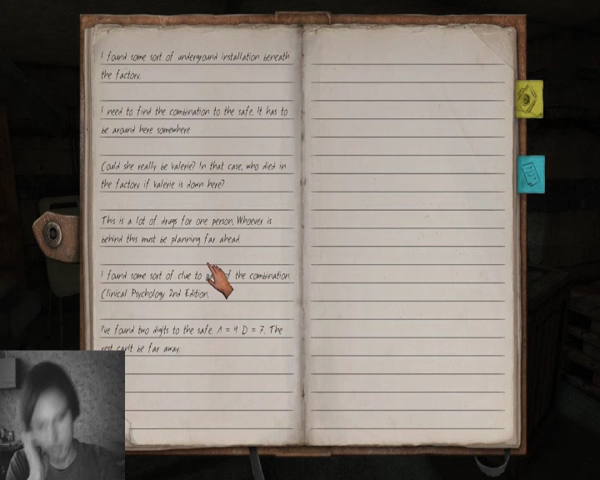 I found some sort of underground installation beneath
the factory.
I need to find the combination to the safe. It has to
be around here somewhere
Could she really be Valerie? In that case, who died in
the factory if Valerie is down here?
This is a lot of drugs for one person. Whoever is
behind this must be planning far ahead.
I found some sort of clue to of the combination.
Clinical Psychology 2nd Edition.
I've found two digits to the safe. A = 4 D = 7. The
rest can't be far away.